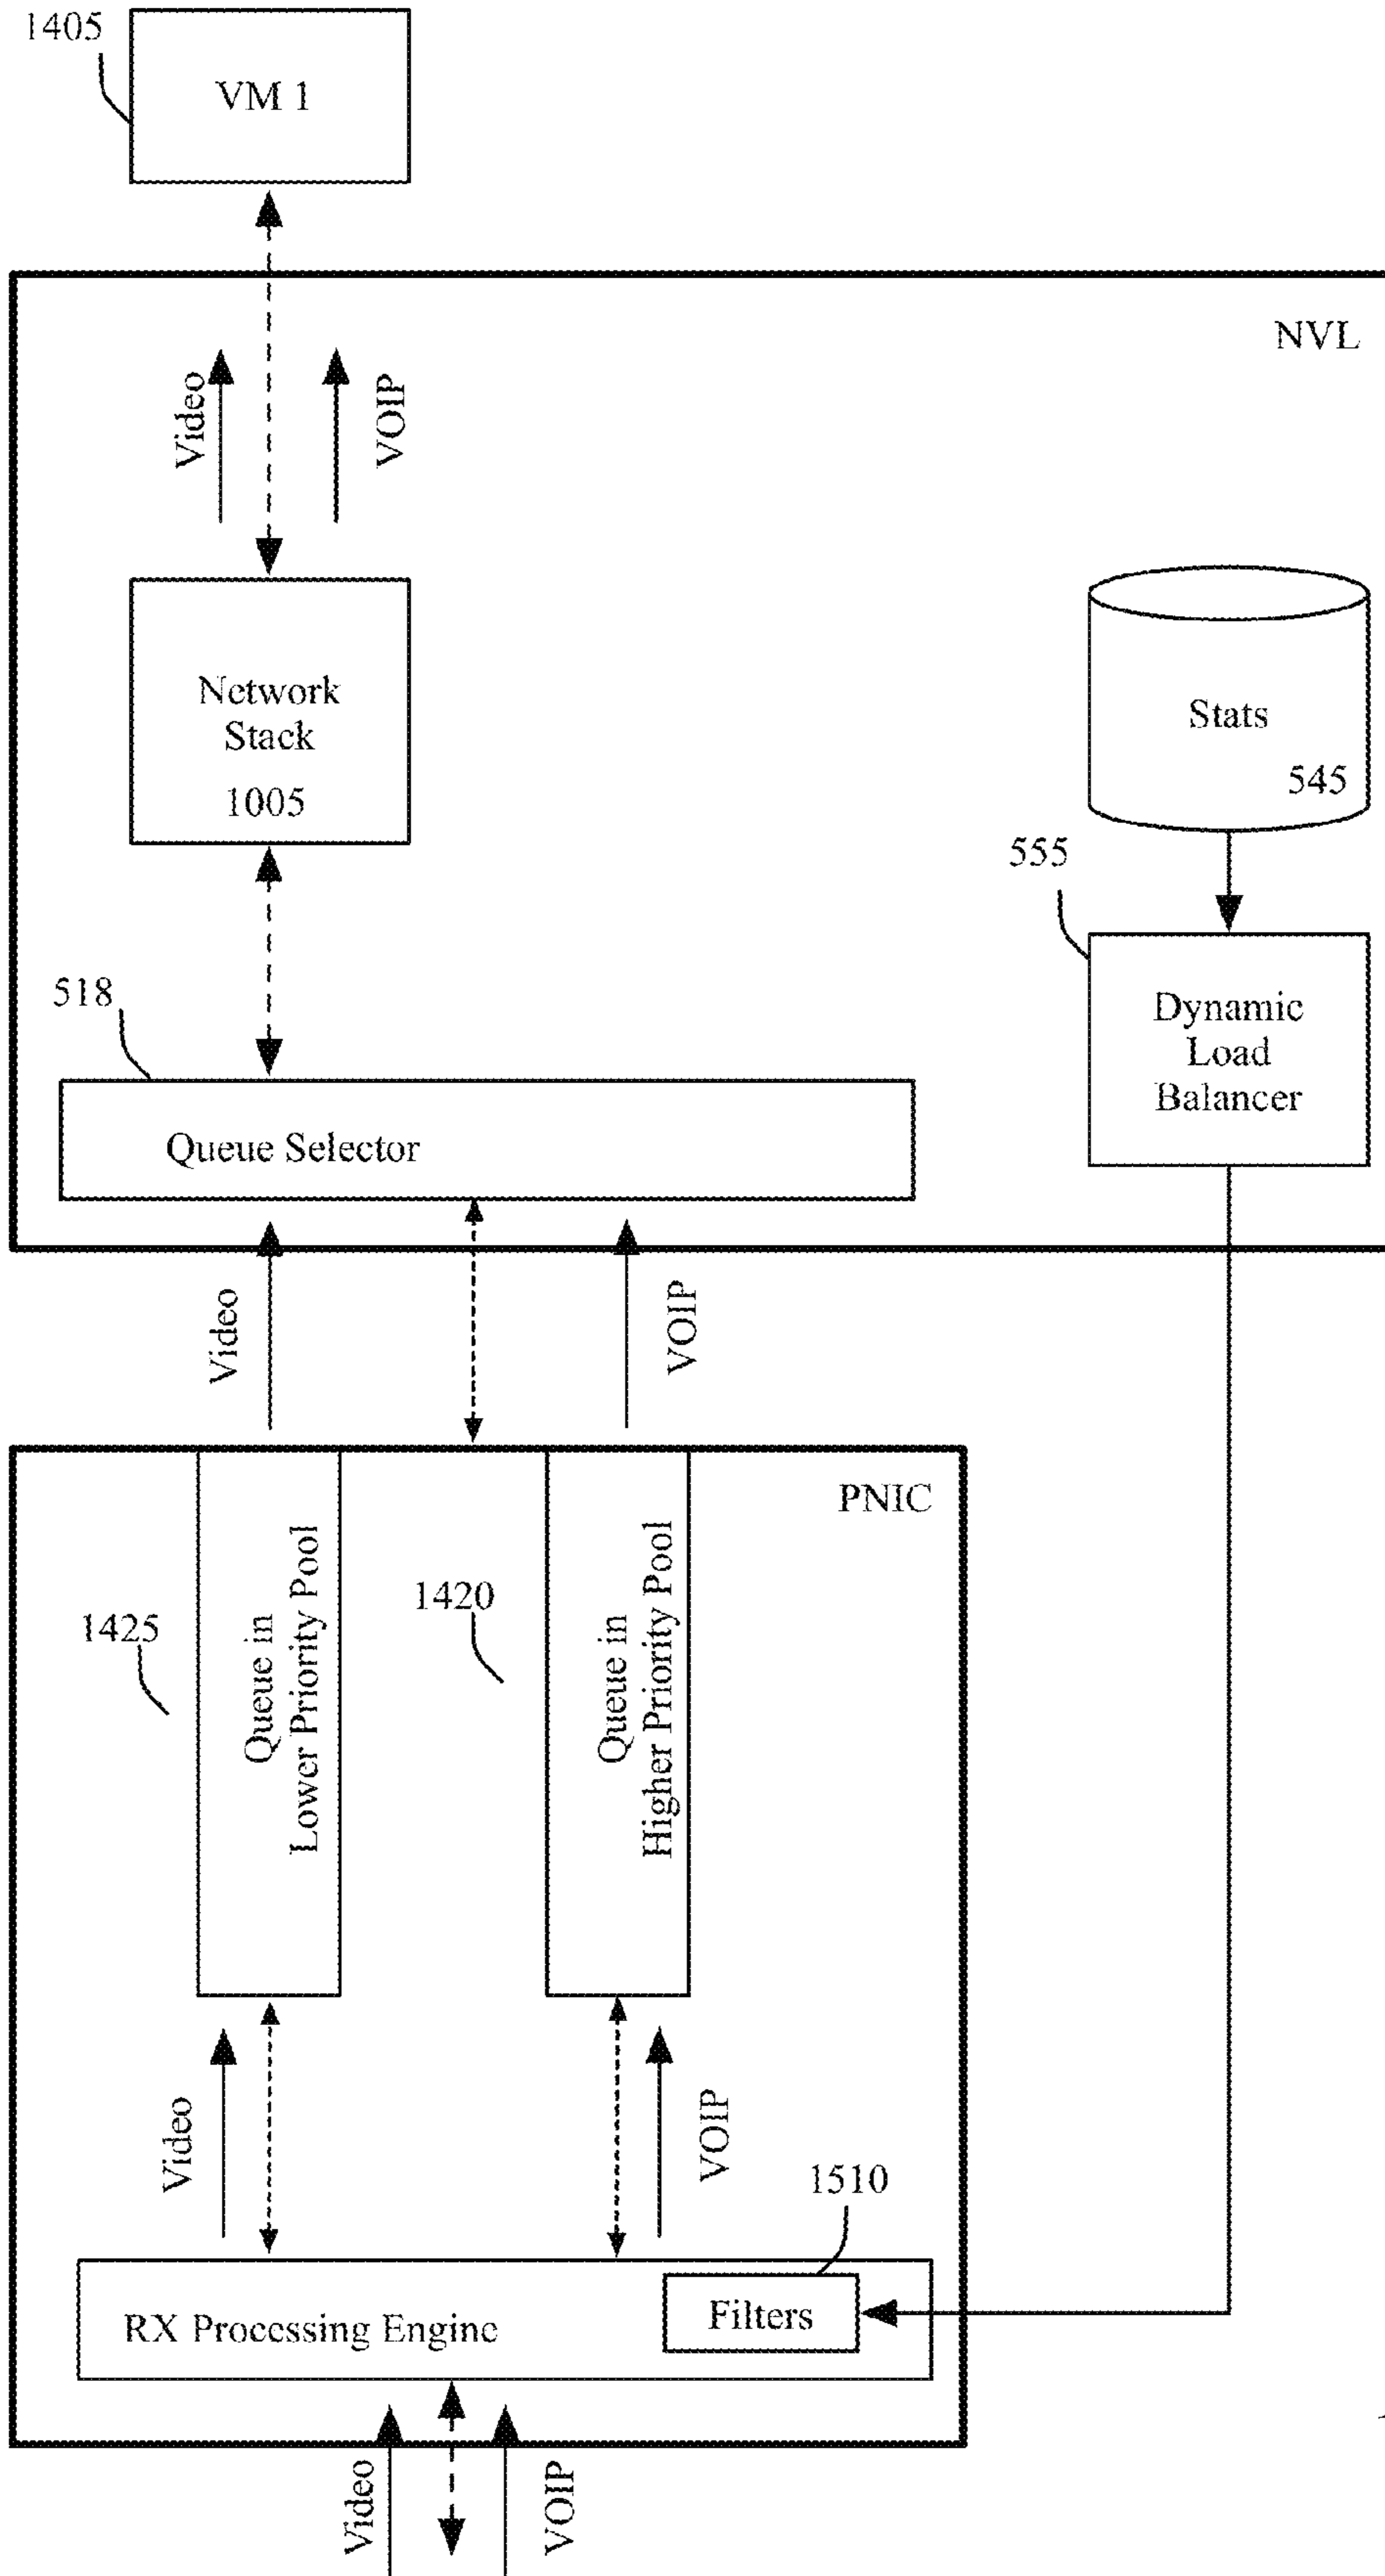 1405
VM 1
NVL
Video
VOIP
Network
Stack
1005
Stats
545
555
Dynamic
Load
Balancer
518
Queue Selector
Video
VOIP
PNIC
1425
Queue in
Lower Priority Pool
1420
Queue in
Higher Priority Pool
Video
VOIP
1510
RX Processing Engine
Filters
Video
VOIP